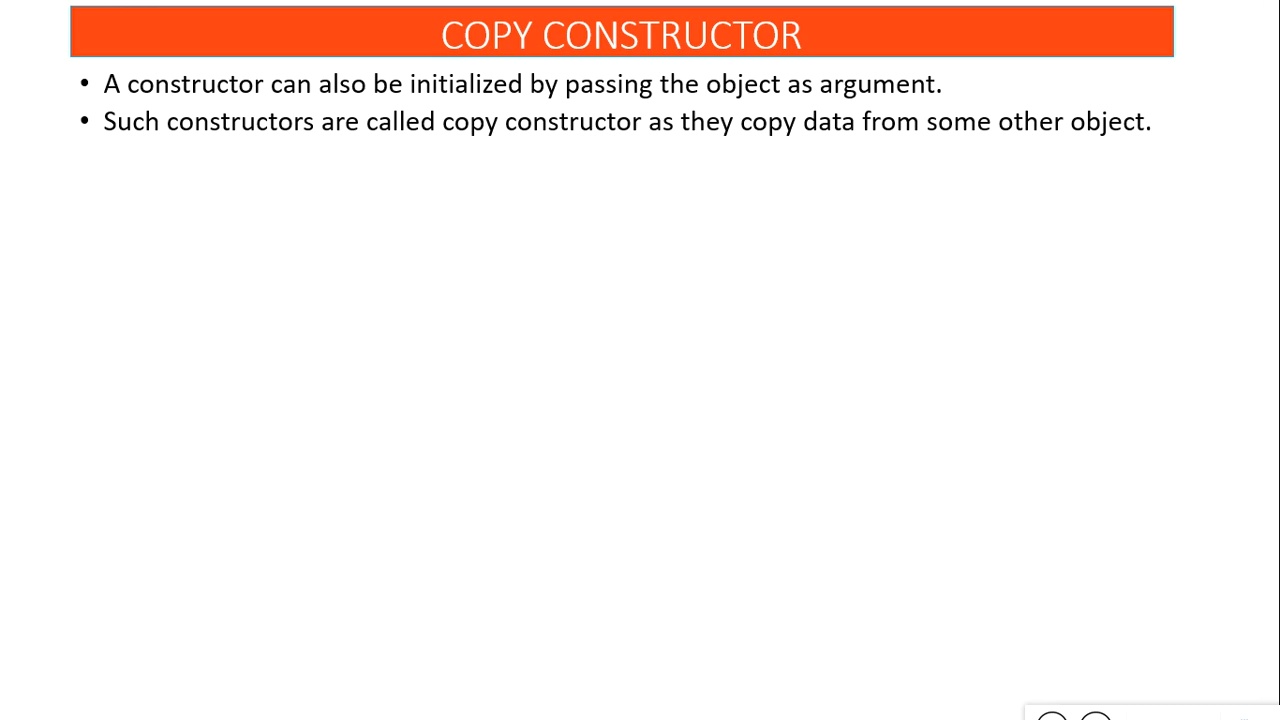 COPY CONSTRUCTOR
• A constructor can also be initialized by passing the object as argument.
• Such constructors are called copy constructor as they copy data from some other object.